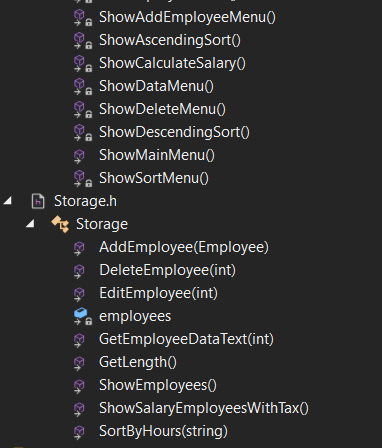 ShowAddEmployeeMenu()
ShowAscendingSort()
ShowCalculateSalary()
ShowDataMenu()
ShowDeleteMenu()
ShowDescendingSort()
ShowMainMenu()
ShowSortMenu()
Storage.h
Storage
AddEmployee(Employee)
DeleteEmployee(int)
EditEmployee(int)
employees
GetEmployeeDataText(int)
GetLength()
ShowEmployees()
ShowSalaryEmployeesWithTax()
SortByHours(string)